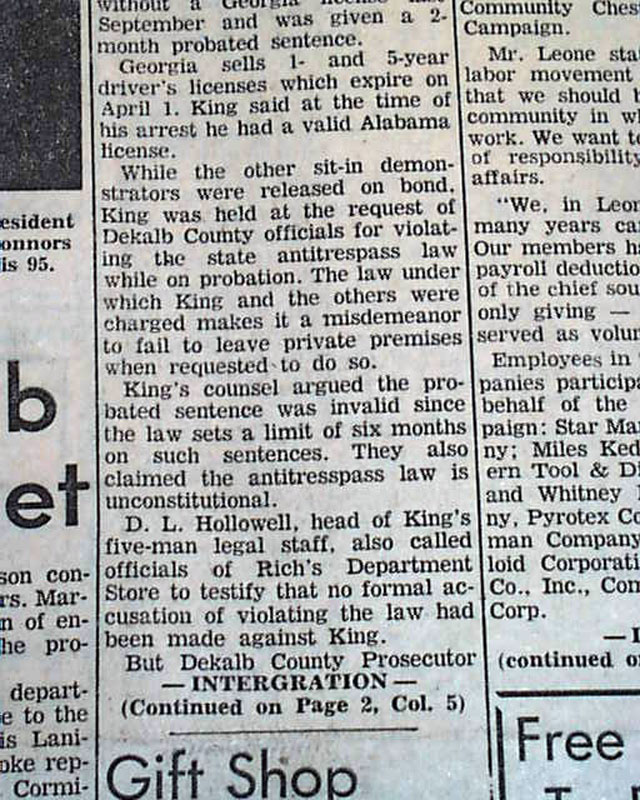 esident
onnors
is 95.
b
et
son con-
rs. Mar-
n of en-
he pro-
depart-
e to the
is Lani-
oke rep-
Cormi-
without a Georgia license last
September and was given a 2-
month probated sentence.
Georgia sells 1- and 5-year
driver's licenses which expire on
April 1. King said at the time of
his arrest he had a valid Alabama
license.
While the other sit-in demon-
strators were released on bond,
King was held at the request of
Dekalb County officials for violat-
ing the state antitrespass law
while on probation. The law under
which King and the others were
charged makes it a misdemeanor
to fail to leave private premises
when requested to do so.
King's counsel argued the pro-
bated sentence was invalid since
the law sets a limit of six months
on such sentences. They also
claimed the antitresspass law is
unconstitutional.
D. L. Hollowell, head of King's
five-man legal staff, also called
officials of Rich's Department
Store to testify that no formal ac-
cusation of violating the law had
been made against King.
But Dekalb County Prosecutor
— INTERGRATION —
(Continued on Page 2, Col. 5)
Gift Shop
Community Ches
Campaign.
Mr. Leone sta
labor movement
that we should b
community in w
work. We want to
of responsibility
affairs.
"We, in Leon
many years ca
Our members ha
payroll deductio
of the chief sou
only giving —
served as volun
Employees in
panies participa
behalf of the
paign: Star Ma
ny; Miles Ked
ern Tool & D
and Whitney
ny, Pyrotex Co
man Company
loid Corporati
Co., Inc., Con
Corp.
(continued o
Free